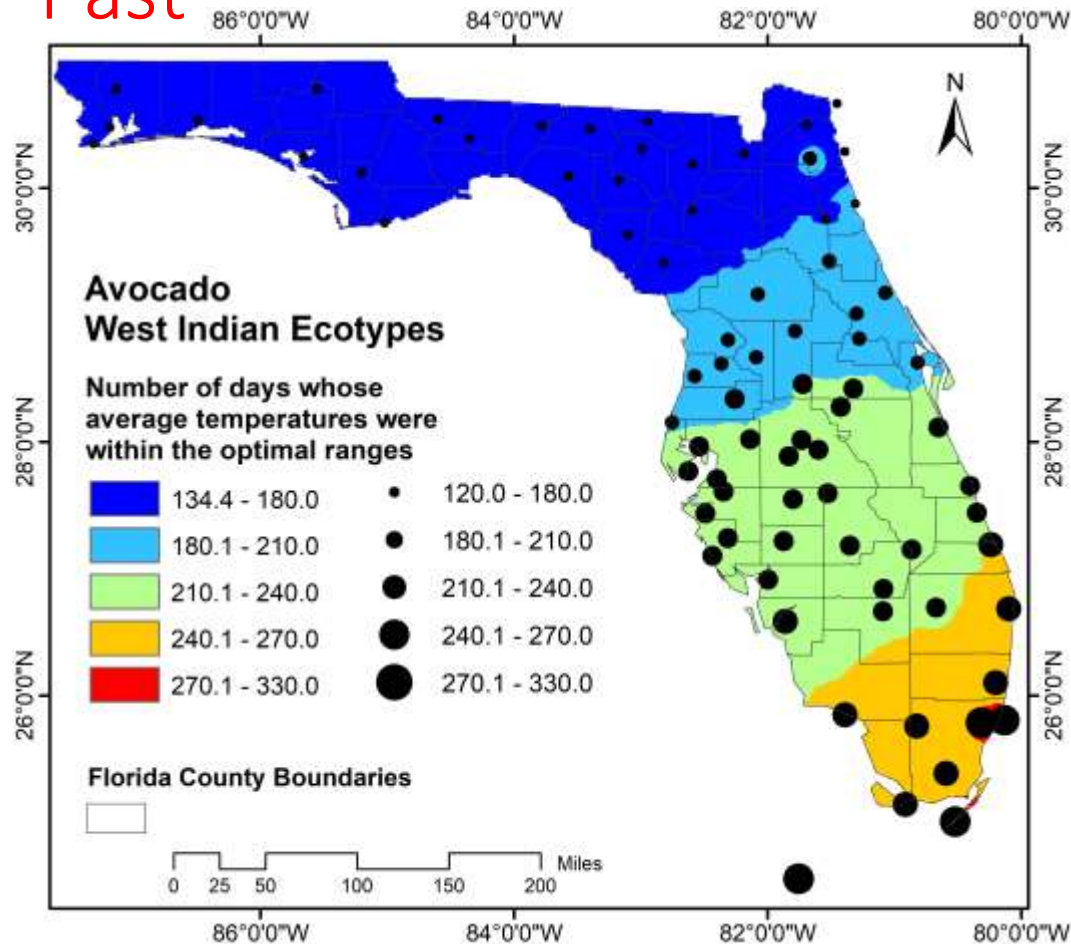 Past
86°0'0"W 84°0'0"W 82°0'0"W 80°0'0"W
N
30°0'0"N 30°0'0"N
Avocado
West Indian Ecotypes
Number of days whose
average temperatures were
within the optimal ranges
28°0'0"N 28°0'0"N
134.4 - 180.0 120.0 - 180.0
180.1 - 210.0 180.1 - 210.0
210.1 - 240.0 210.1 - 240.0
240.1 - 270.0 240.1 - 270.0
270.1 - 330.0 270.1 - 330.0
26°0'0"N 26°0'0"N
Florida County Boundaries
Miles
0 25 50 100 150 200
86°0'0"W 84°0'0"W 82°0'0"W 80°0'0"W